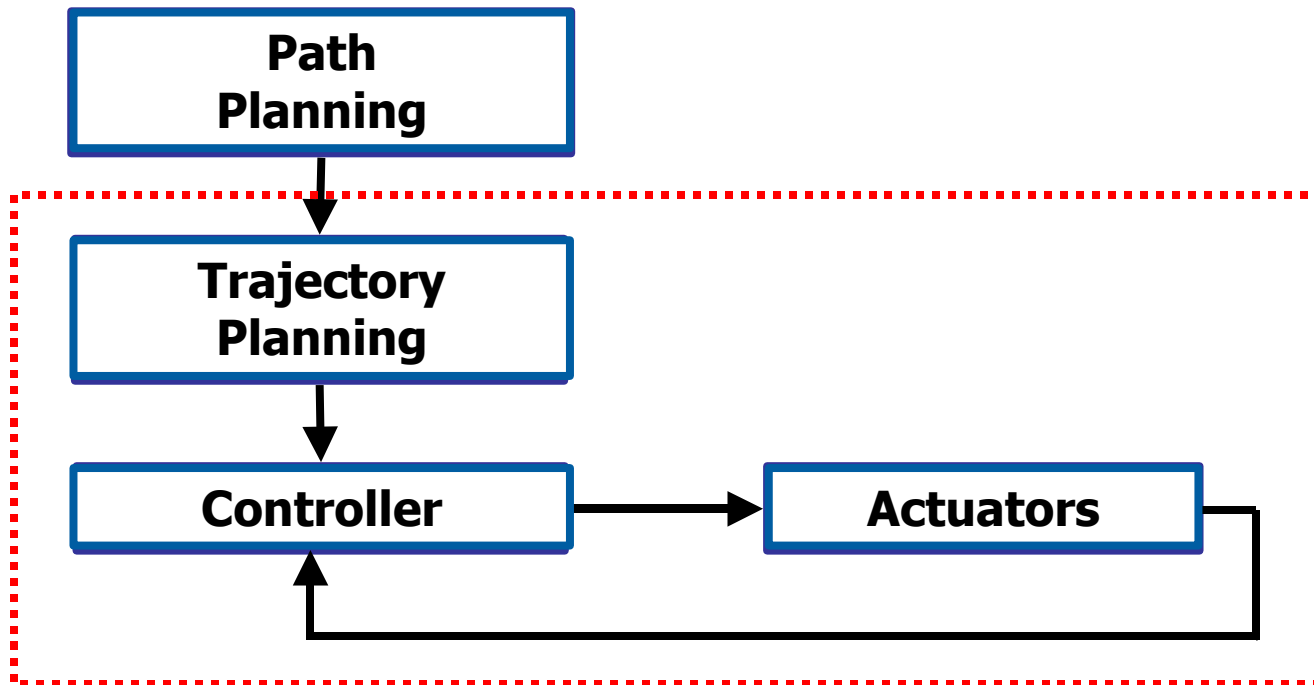 Path
Planning
Trajectory
Planning
Controller
Actuators